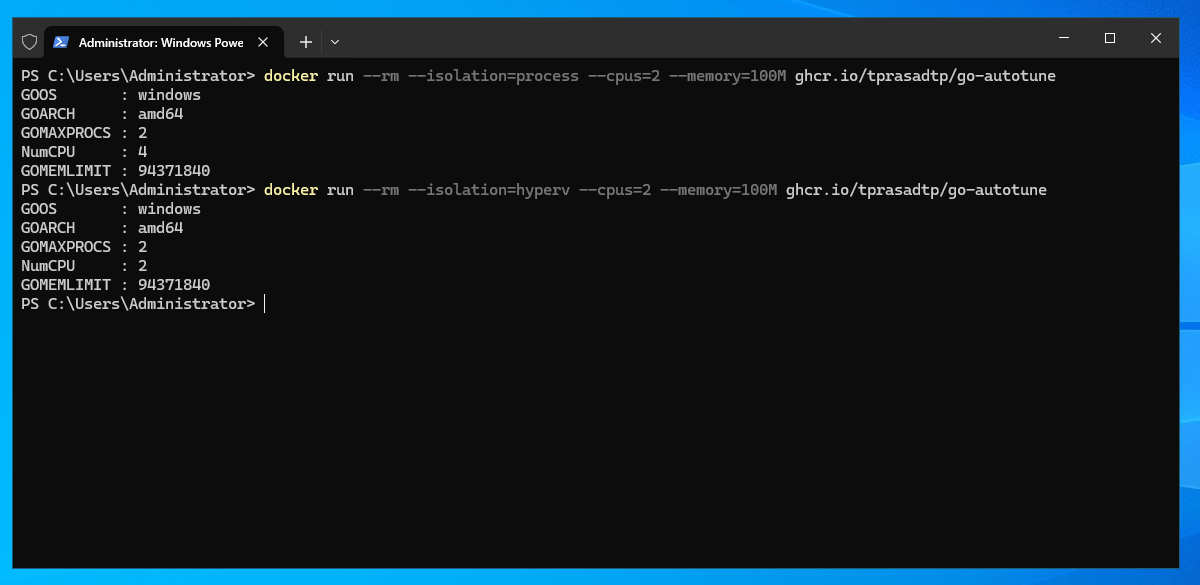 Administrator: Windows Powe
PS C:\Users\Administrator> docker run --rm --isolation=process --cpus=2 --memory=100M ghcr.io/tprasadtp/go-autotune
GOOS       : windows
GOARCH     : amd64
GOMAXPROCS : 2
NumCPU     : 4
GOMEMLIMIT : 94371840
PS C:\Users\Administrator> docker run --rm --isolation=hyperv --cpus=2 --memory=100M ghcr.io/tprasadtp/go-autotune
GOOS       : windows
GOARCH     : amd64
GOMAXPROCS : 2
NumCPU     : 2
GOMEMLIMIT : 94371840
PS C:\Users\Administrator>